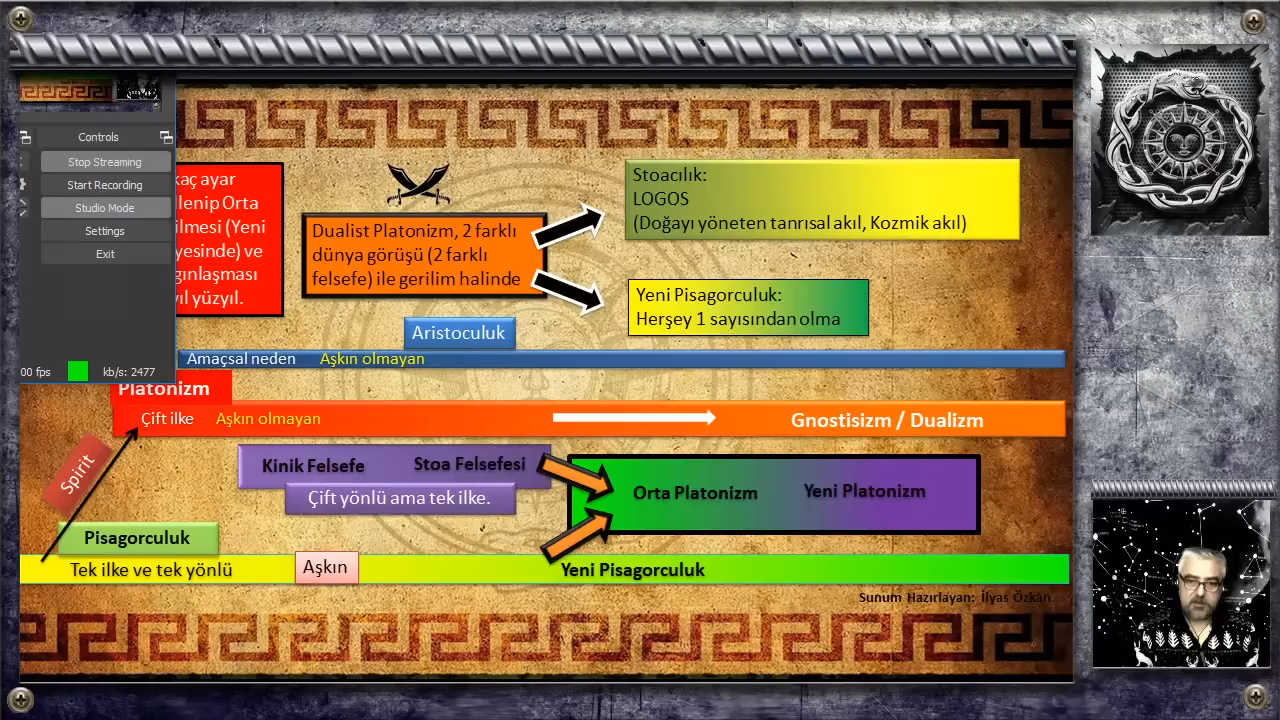 Controls
Stop Streaming
Start Recording
Studio Mode
Settings
Exit
00 fps
kb/s: 2477
kaç ayar
llenip Orta
ilmesi (Yeni
yesinde) ve
gınlaşması
yıl yüzyıl.
Dualist Platonizm, 2 farklı
dünya görüşü (2 farklı
felsefe) ile gerilim halinde
Stoacılık:
LOGOS
(Doğayı yöneten tanrısal akıl, Kozmik akıl)
Yeni Pisagorculuk:
Herşey 1 sayısından olma
Aristoculuk
Amaçsal neden Aşkın olmayan
Platonizm
Çift ilke Aşkın olmayan
Gnostisizm / Dualizm
Spirit
Kinik Felsefe Stoa Felsefesi
Çift yönlü ama tek ilke.
Orta Platonizm Yeni Platonizm
Pisagorculuk
Tek ilke ve tek yönlü
Aşkın
Yeni Pisagorculuk
Sunum Hazırlayan: İlyas Özkan